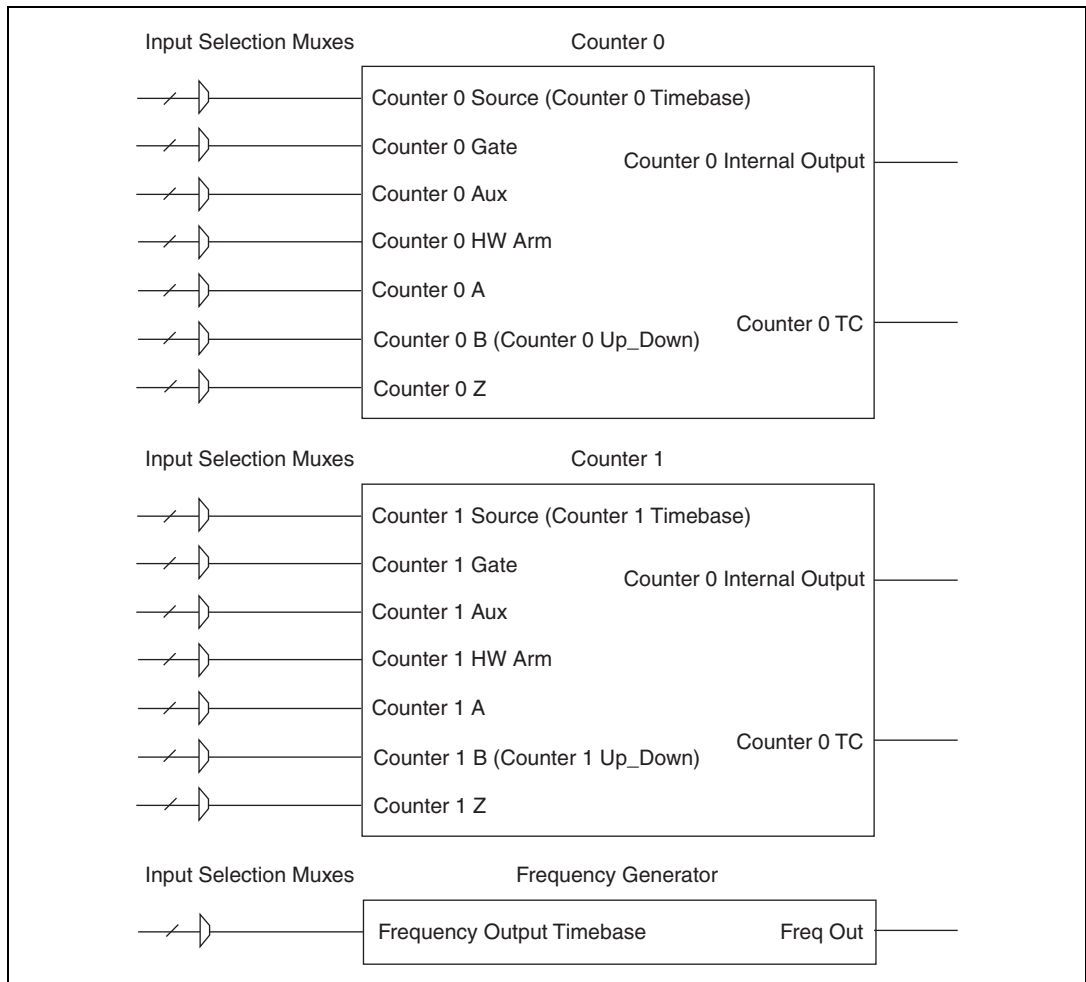 Input Selection Muxes
Counter 0
Counter 0 Source (Counter 0 Timebase)
Counter 0 Gate
Counter 0 Internal Output
Counter 0 Aux
Counter 0 HW Arm
Counter 0 A
Counter 0 TC
Counter 0 B (Counter 0 Up_Down)
Counter 0 Z
Input Selection Muxes
Counter 1
Counter 1 Source (Counter 1 Timebase)
Counter 1 Gate
Counter 0 Internal Output
Counter 1 Aux
Counter 1 HW Arm
Counter 1 A
Counter 0 TC
Counter 1 B (Counter 1 Up_Down)
Counter 1 Z
Input Selection Muxes
Frequency Generator
Frequency Output Timebase
Freq Out